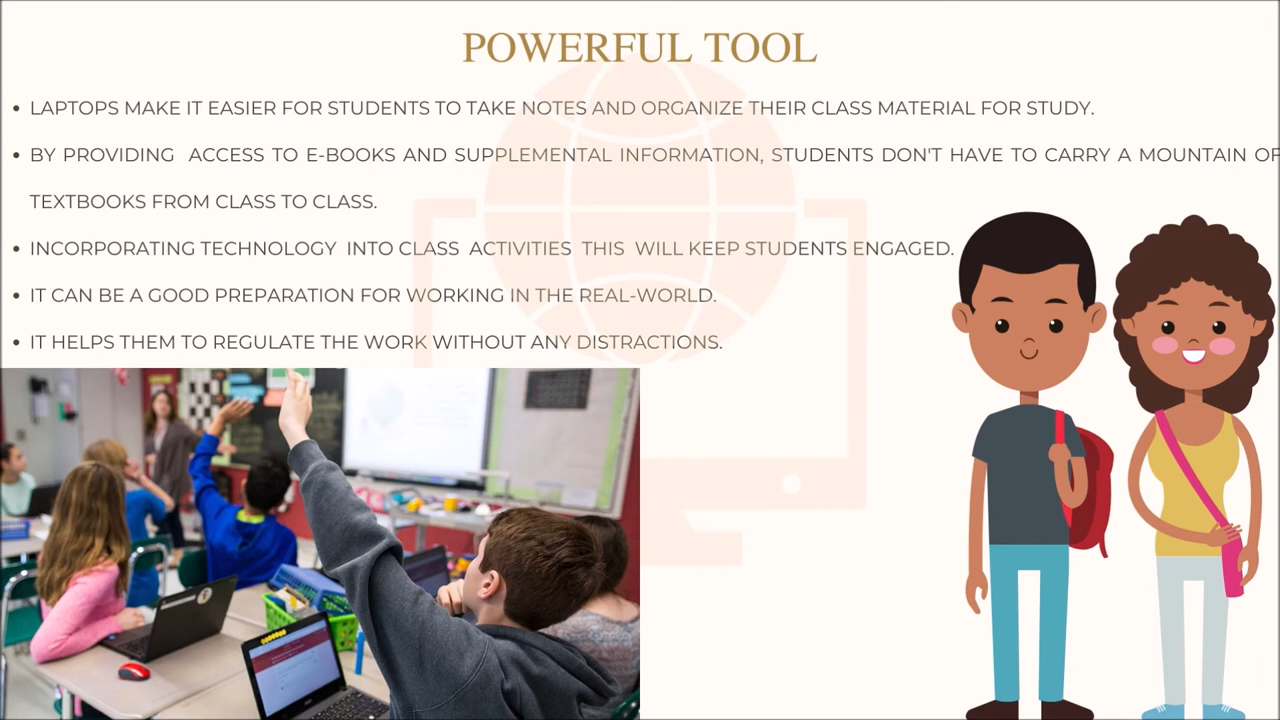 POWERFUL TOOL
• LAPTOPS MAKE IT EASIER FOR STUDENTS TO TAKE NOTES AND ORGANIZE THEIR CLASS MATERIAL FOR STUDY.
• BY PROVIDING  ACCESS TO E-BOOKS AND SUPPLEMENTAL INFORMATION, STUDENTS DON'T HAVE TO CARRY A MOUNTAIN OF
TEXTBOOKS FROM CLASS TO CLASS.
• INCORPORATING TECHNOLOGY  INTO CLASS  ACTIVITIES  THIS  WILL KEEP STUDENTS ENGAGED.
• IT CAN BE A GOOD PREPARATION FOR WORKING IN THE REAL-WORLD.
• IT HELPS THEM TO REGULATE THE WORK WITHOUT ANY DISTRACTIONS.